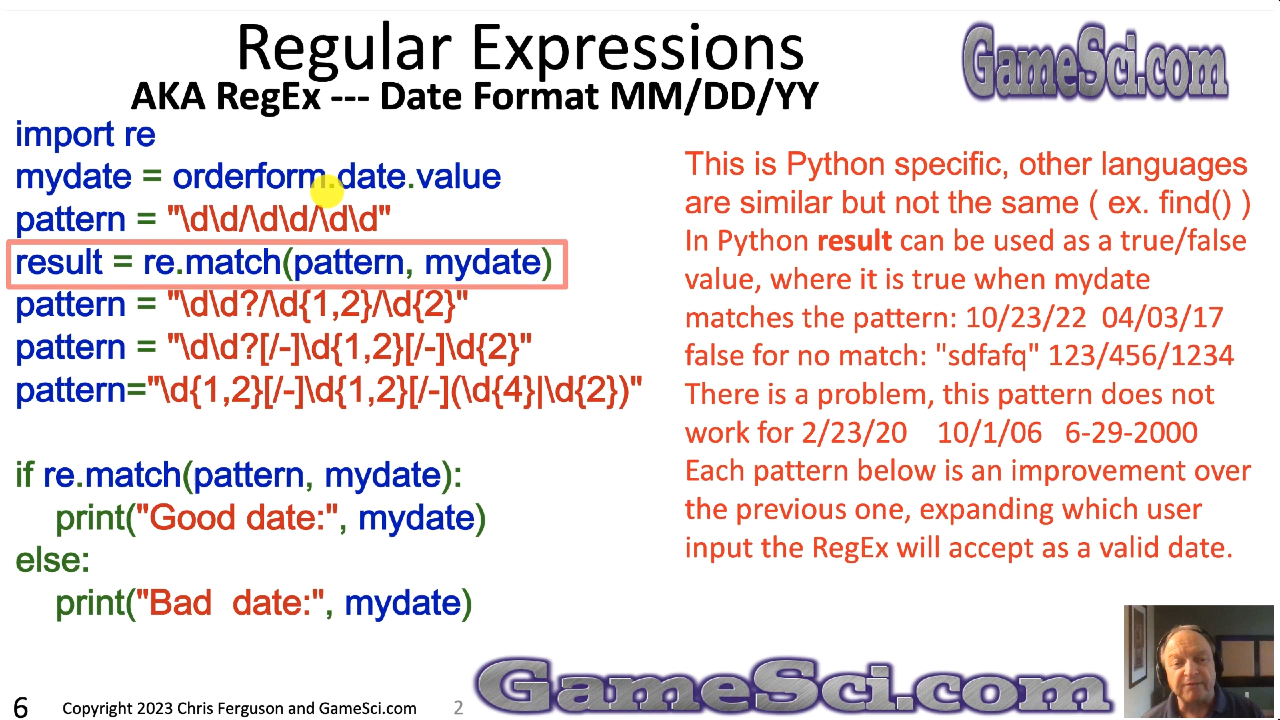 Regular Expressions
AKA RegEx --- Date Format MM/DD/YY
GameSci.com
import re
mydate = orderform.date.value
pattern = "\d\d/\d\d/\d\d"
result = re.match(pattern, mydate)
pattern = "\d\d?/\d{1,2}/\d{2}"
pattern = "\d\d?[/-]\d{1,2}[/-]\d{2}"
pattern="\d{1,2}[/-]\d{1,2}[/-](\d{4}|\d{2})"
if re.match(pattern, mydate):
print("Good date:", mydate)
else:
print("Bad  date:", mydate)
This is Python specific, other languages
are similar but not the same ( ex. find() )
In Python result can be used as a true/false
value, where it is true when mydate
matches the pattern: 10/23/22  04/03/17
false for no match: "sdfafq" 123/456/1234
There is a problem, this pattern does not
work for 2/23/20    10/1/06   6-29-2000
Each pattern below is an improvement over
the previous one, expanding which user
input the RegEx will accept as a valid date.
GameSci.com
6
Copyright 2023 Chris Ferguson and GameSci.com
2